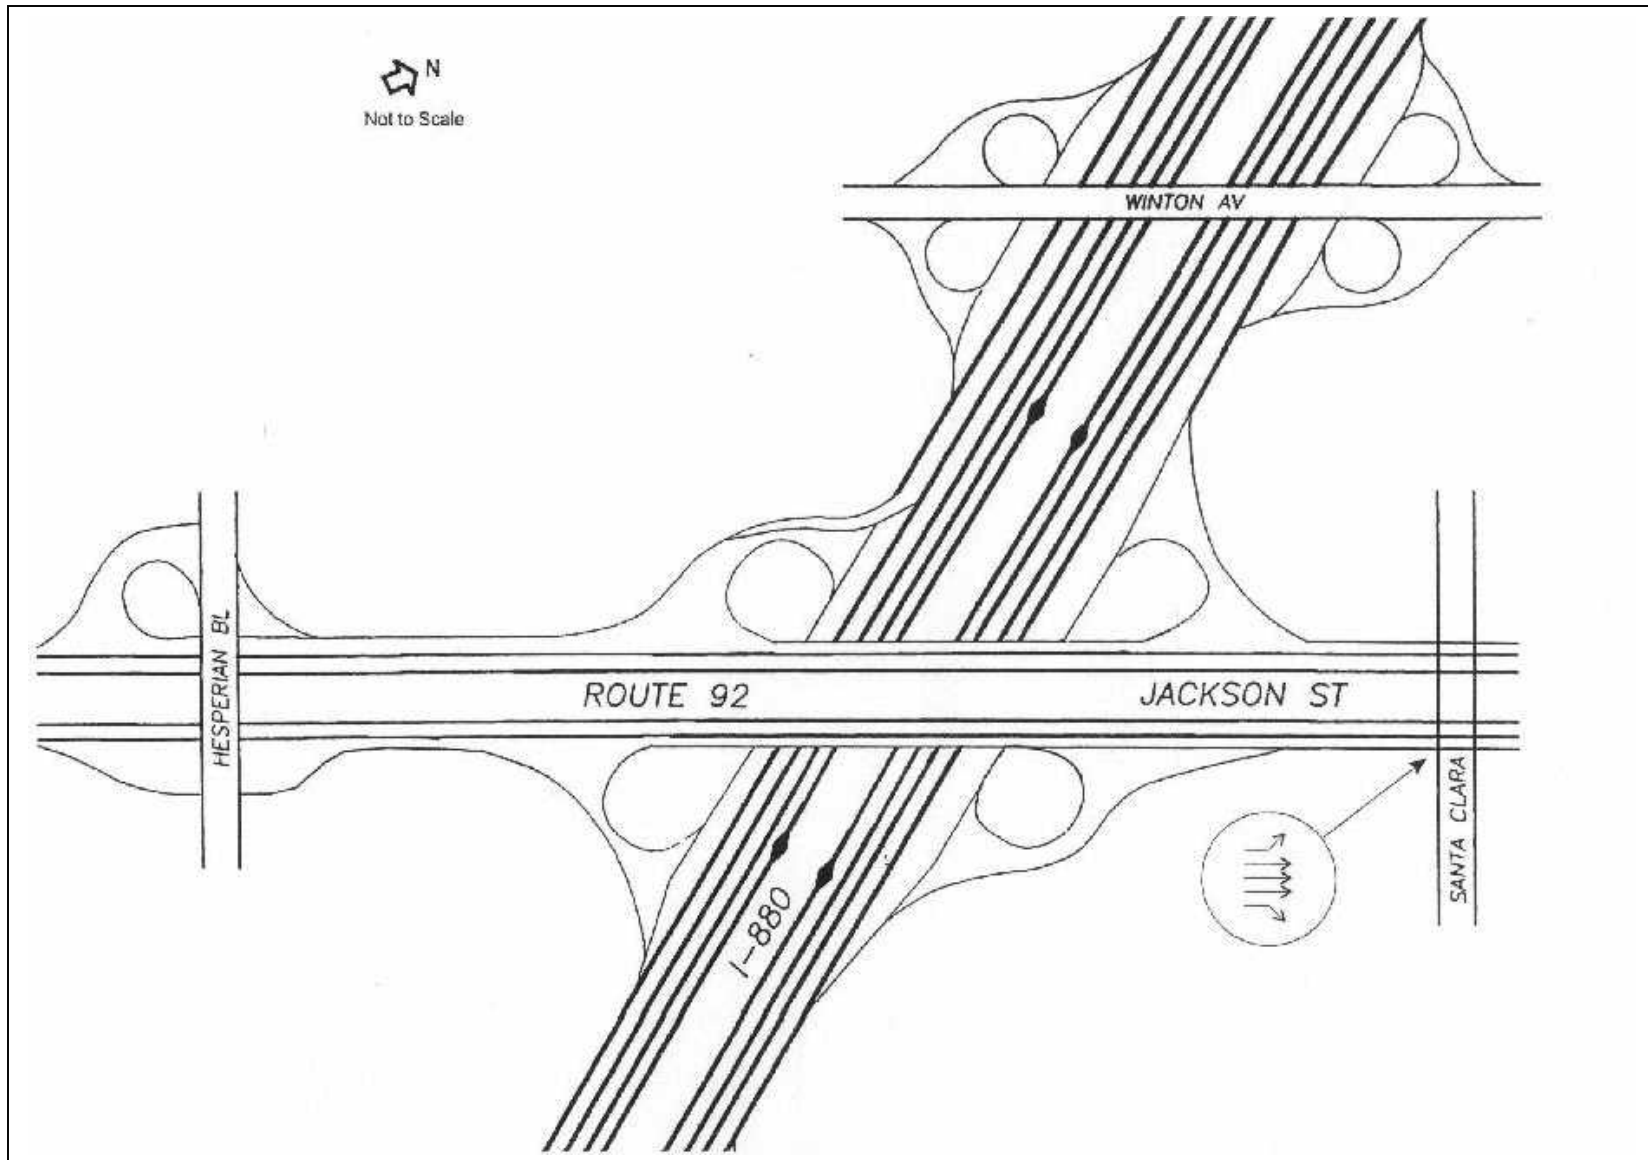 N
Not to Scale
WINTON AV
HESPERIAN BL
ROUTE 92
JACKSON ST
SANTA CLARA
I-880